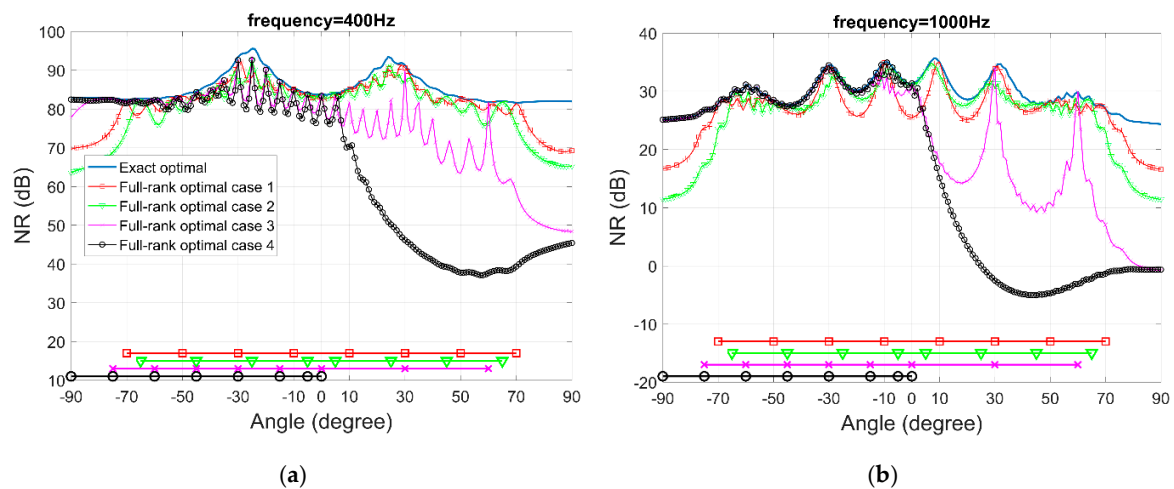 frequency=400Hz
NR (dB)
100
90
80
70
60
50
40
30
20
10
Exact optimal
Full-rank optimal case 1
Full-rank optimal case 2
Full-rank optimal case 3
Full-rank optimal case 4
-90 -70 -50 -30 -10 0 10 30 50 70 90
Angle (degree)
(a)
frequency=1000Hz
NR (dB)
40
30
20
10
0
-10
-20
-90 -70 -50 -30 -10 0 10 30 50 70 90
Angle (degree)
(b)